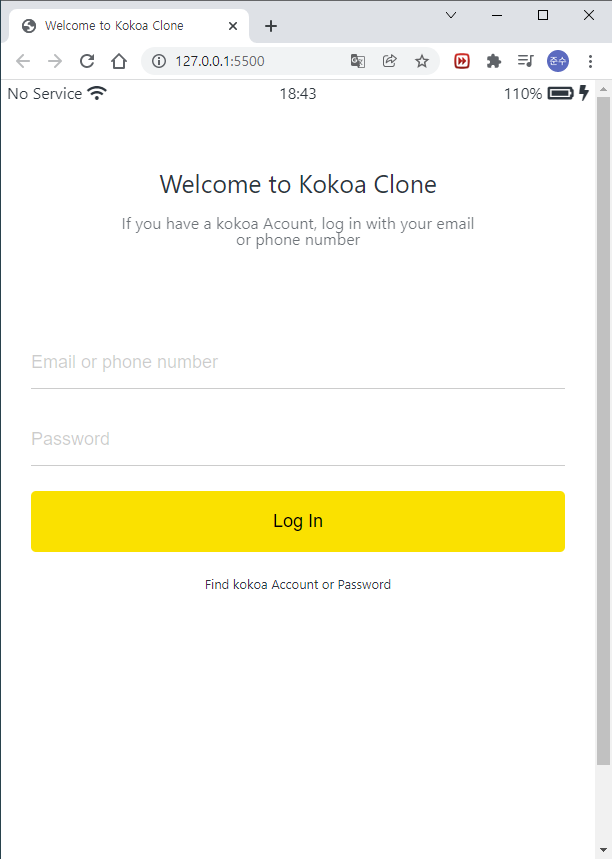 Welcome to Kokoa Clone
127.0.0.1:5500
준수
No Service 18:43 110%
Welcome to Kokoa Clone
If you have a kokoa Acount, log in with your email
or phone number
Email or phone number
Password
Log In
Find kokoa Account or Password